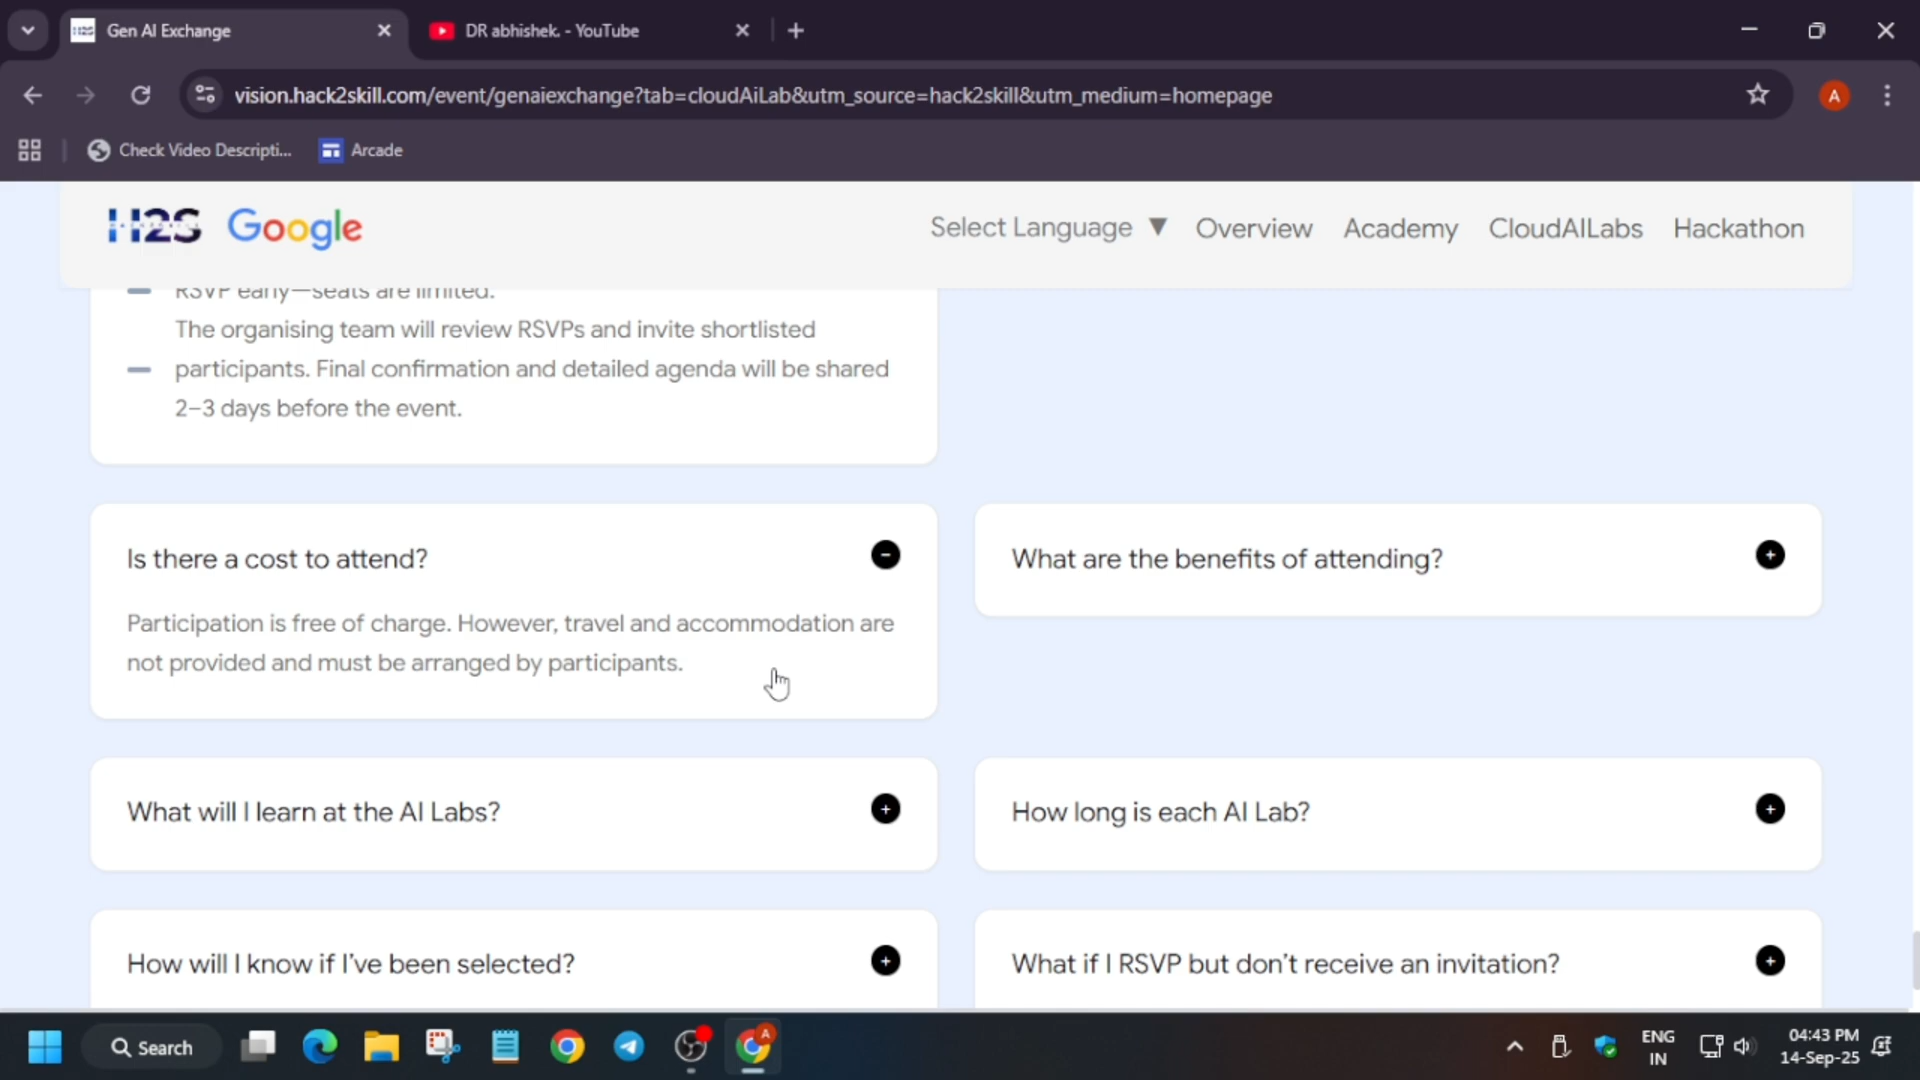 Gen AI Exchange
DR abhishek. - YouTube
vision.hack2skill.com/event/genaiexchange?tab=cloudAiLab&utm_source=hack2skill&utm_medium=homepage
A
Check Video Descripti...
Arcade
H2S Google
Select Language ▼ Overview Academy CloudAILabs Hackathon
RSVP early—seats are limited.
The organising team will review RSVPs and invite shortlisted
participants. Final confirmation and detailed agenda will be shared
2–3 days before the event.
Is there a cost to attend?
Participation is free of charge. However, travel and accommodation are
not provided and must be arranged by participants.
What are the benefits of attending?
What will I learn at the AI Labs?
How long is each AI Lab?
How will I know if I've been selected?
What if I RSVP but don't receive an invitation?
Search
A
ENG
IN
04:43 PM
14-Sep-25